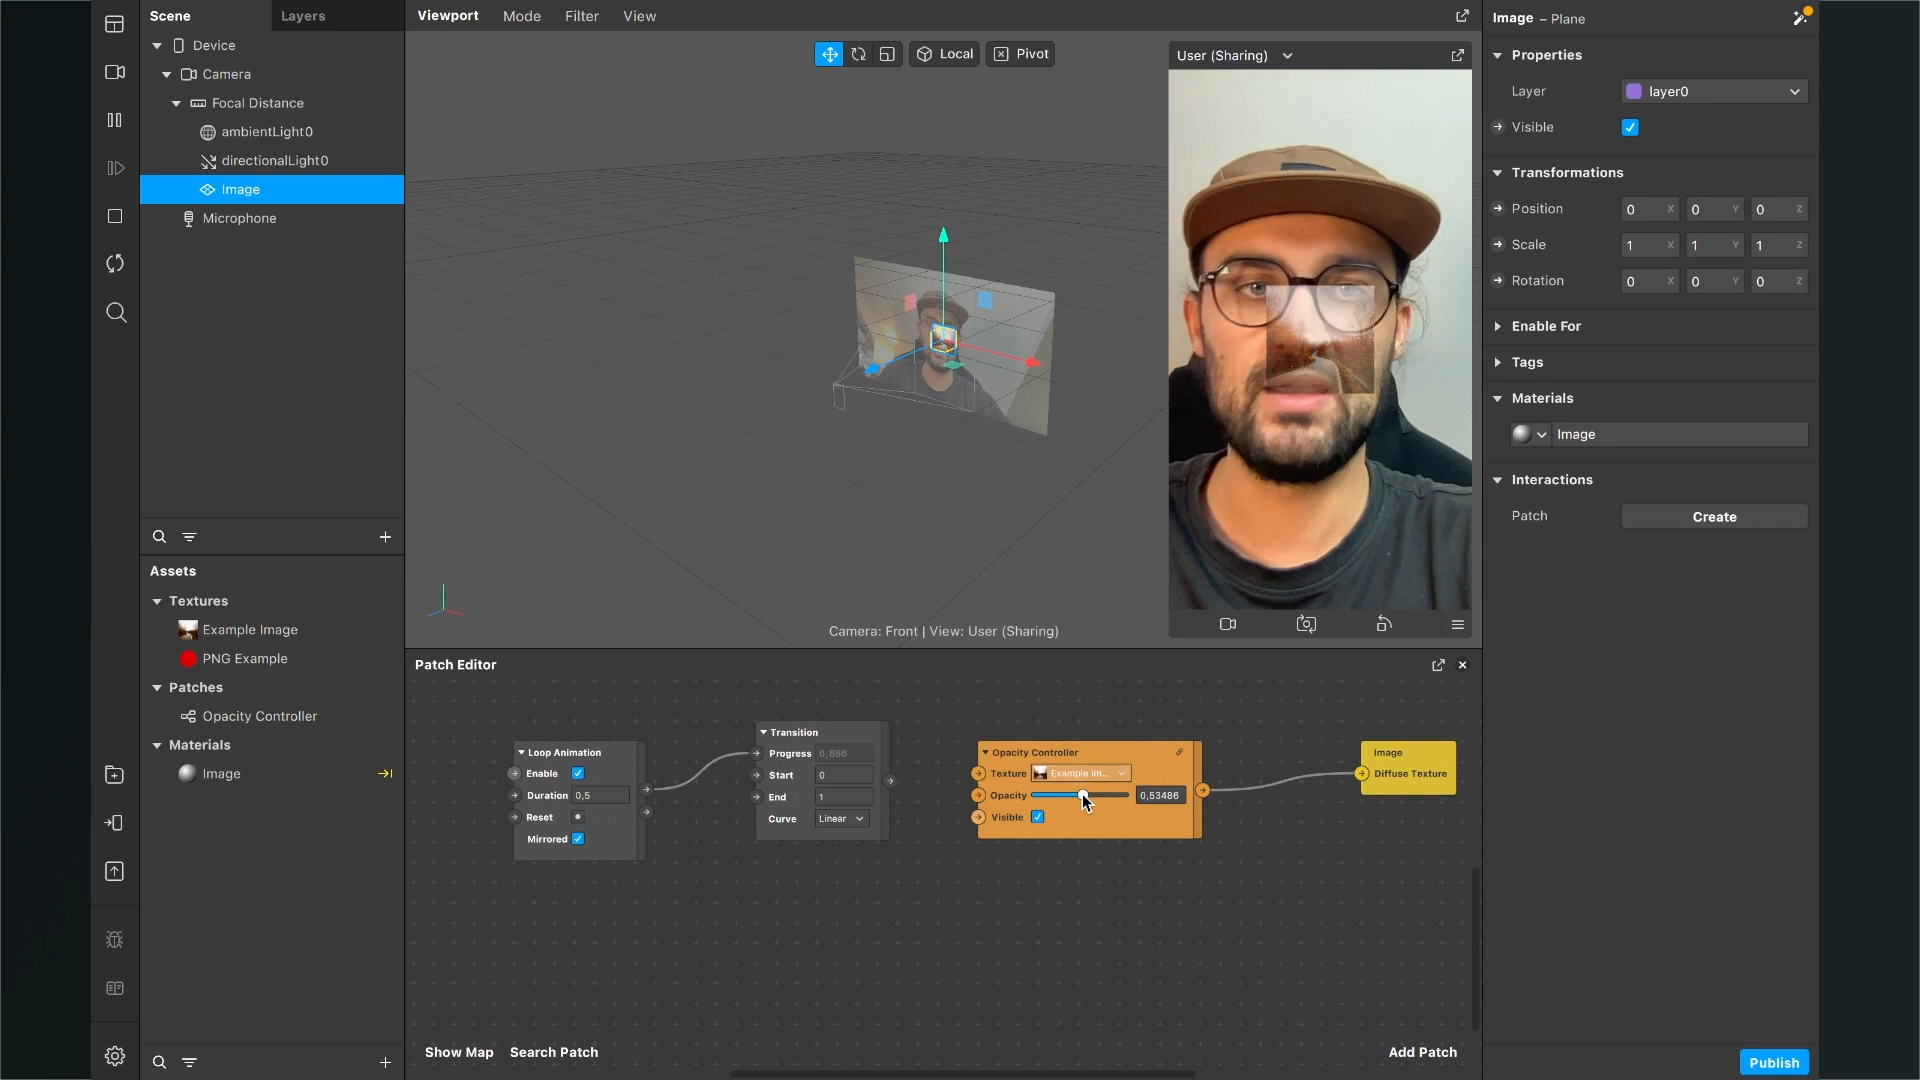 Scene
Layers
Device
Camera
Focal Distance
ambientLight0
directionalLight0
Image
Microphone
Assets
Textures
Example Image
PNG Example
Patches
Opacity Controller
Materials
Image
Viewport
Mode
Filter
View
Local
Pivot
User (Sharing)
Camera: Front | View: User (Sharing)
Patch Editor
Loop Animation
Enable
Duration 0,5
Reset
Mirrored
Transition
Progress 0,886
Start 0
End 1
Curve Linear
Opacity Controller
Texture Example Im...
Opacity 0,53486
Visible
Image
Diffuse Texture
Show Map
Search Patch
Add Patch
Image – Plane
Properties
Layer layer0
Visible
Transformations
Position 0 X 0 Y 0 Z
Scale 1 X 1 Y 1 Z
Rotation 0 X 0 Y 0 Z
Enable For
Tags
Materials
Image
Interactions
Patch Create
Publish